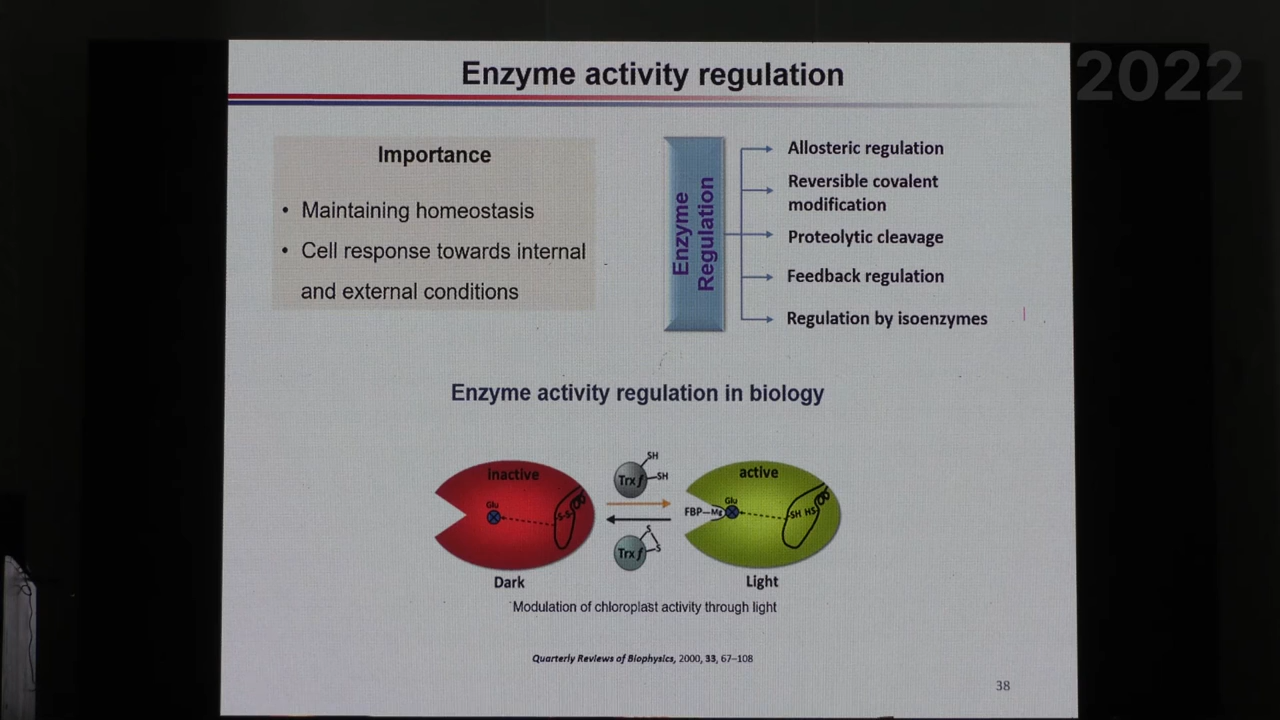 2022
Enzyme activity regulation
Importance
• Maintaining homeostasis
• Cell response towards internal
and external conditions
Enzyme
Regulation
Allosteric regulation
Reversible covalent
modification
Proteolytic cleavage
Feedback regulation
Regulation by isoenzymes
Enzyme activity regulation in biology
inactive
Glu
-S-S-
Dark
SH
Trx f -SH
S
Trx f S
active
Glu
FBP–Mg
-SH HS-
Light
Modulation of chloroplast activity through light
Quarterly Reviews of Biophysics, 2000, 33, 67–108
38